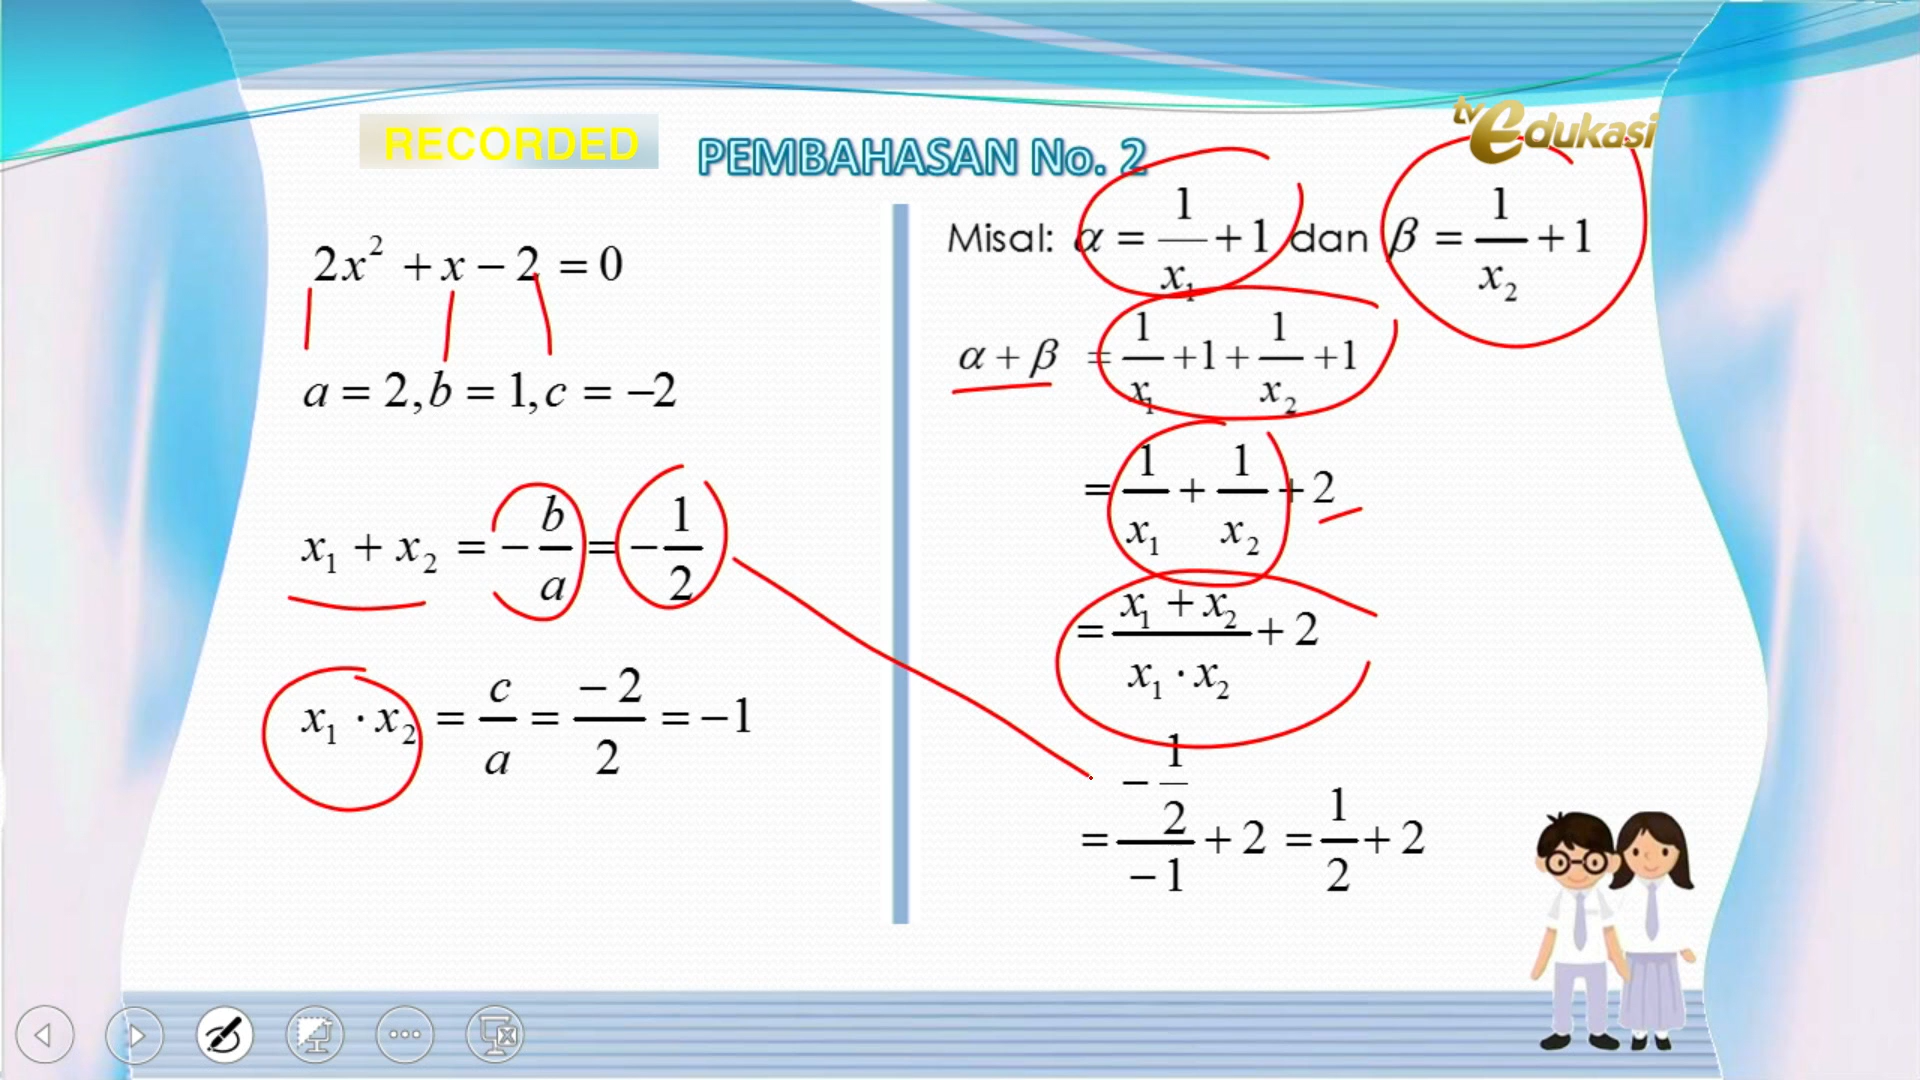 RECORDED
tv edukasi
PEMBAHASAN No. 2
2x² + x − 2 = 0
a = 2, b = 1, c = −2
x₁ + x₂ = − b/a = − 1/2
x₁ · x₂ = c/a = −2/2 = −1
Misal: α = 1/x₁ + 1 dan β = 1/x₂ + 1
α + β = 1/x₁ + 1 + 1/x₂ + 1
= 1/x₁ + 1/x₂ + 2
= (x₁ + x₂)/(x₁ · x₂) + 2
= (− 1/2)/(−1) + 2 = 1/2 + 2